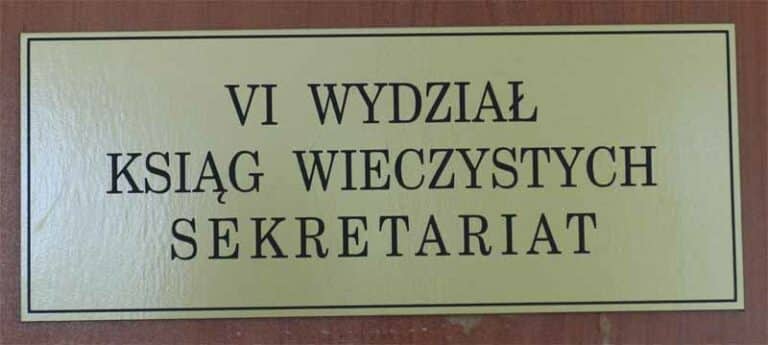 VI WYDZIAŁ
KSIĄG WIECZYSTYCH
SEKRETARIAT